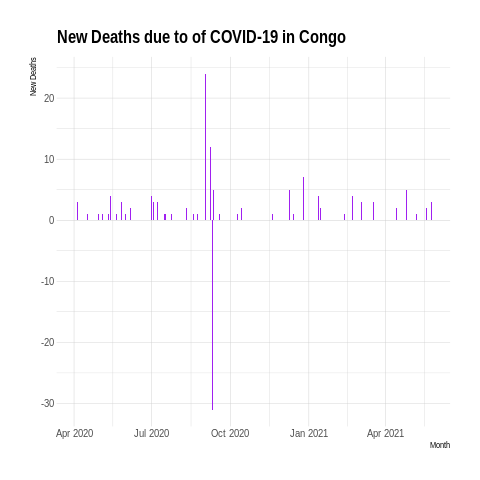 New Deaths due to of COVID-19 in Congo
New Deaths
20
10
0
-10
-20
-30
Apr 2020 Jul 2020 Oct 2020 Jan 2021 Apr 2021
Month